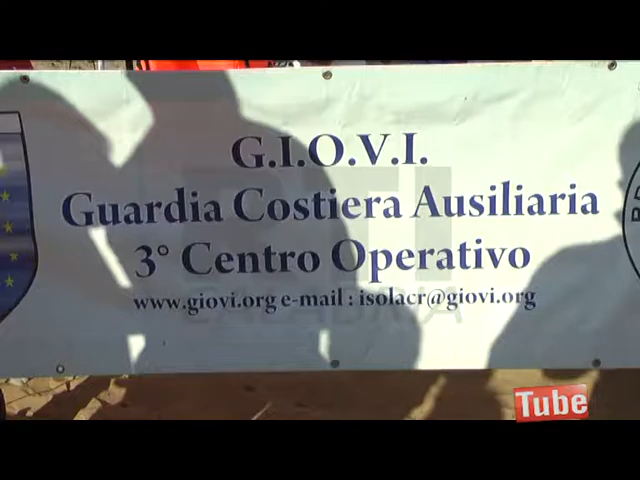 G.I.O.V.I.
Guardia Costiera Ausiliaria
3° Centro Operativo
www.giovi.org e-mail : isolacr@giovi.org
Tube